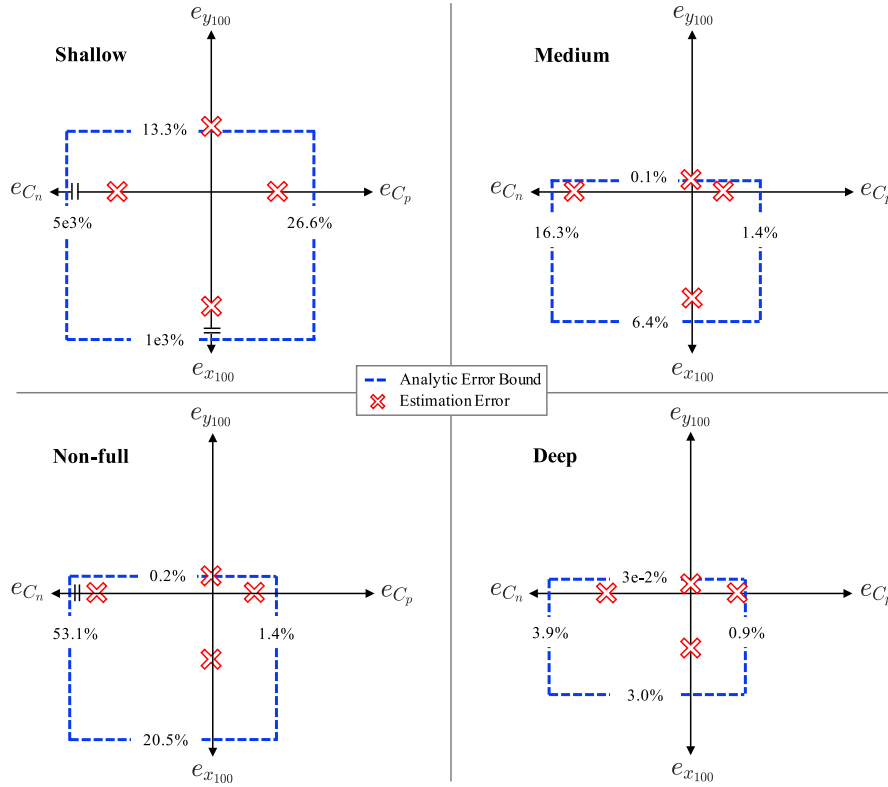 e_{y_{100}}
Shallow
13.3%
e_{C_n}
e_{C_p}
5e3%
26.6%
1e3%
e_{x_{100}}
Medium
0.1%
e_{C_n}
e_{C_p}
16.3%
1.4%
6.4%
e_{x_{100}}
Analytic Error Bound
Estimation Error
e_{y_{100}}
Non-full
0.2%
e_{C_n}
e_{C_p}
53.1%
1.4%
20.5%
e_{x_{100}}
e_{y_{100}}
Deep
3e-2%
e_{C_n}
e_{C_p}
3.9%
0.9%
3.0%
e_{x_{100}}
e_{y_{100}}